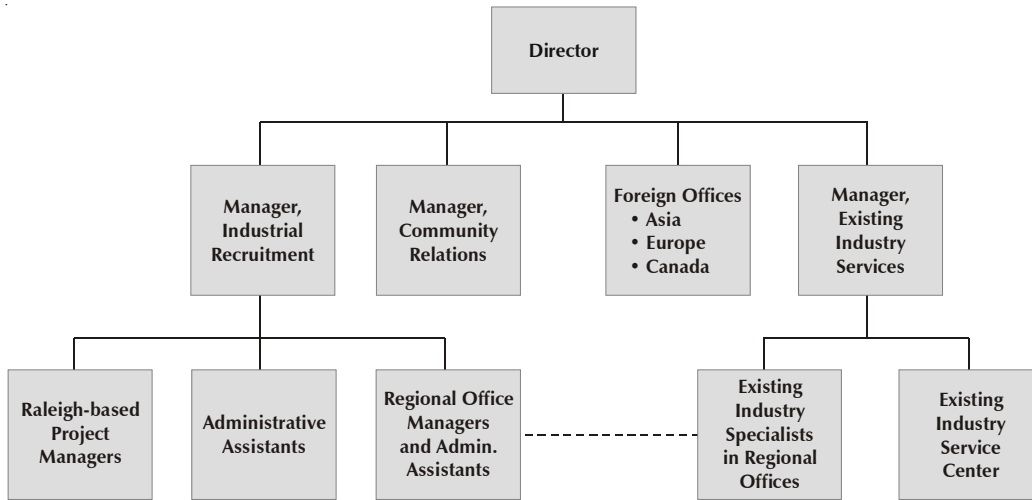 Director
Manager,
Industrial
Recruitment
Manager,
Community
Relations
Foreign Offices
• Asia
• Europe
• Canada
Manager,
Existing
Industry
Services
Raleigh-based
Project
Managers
Administrative
Assistants
Regional Office
Managers
and Admin.
Assistants
Existing
Industry
Specialists
in Regional
Offices
Existing
Industry
Service
Center